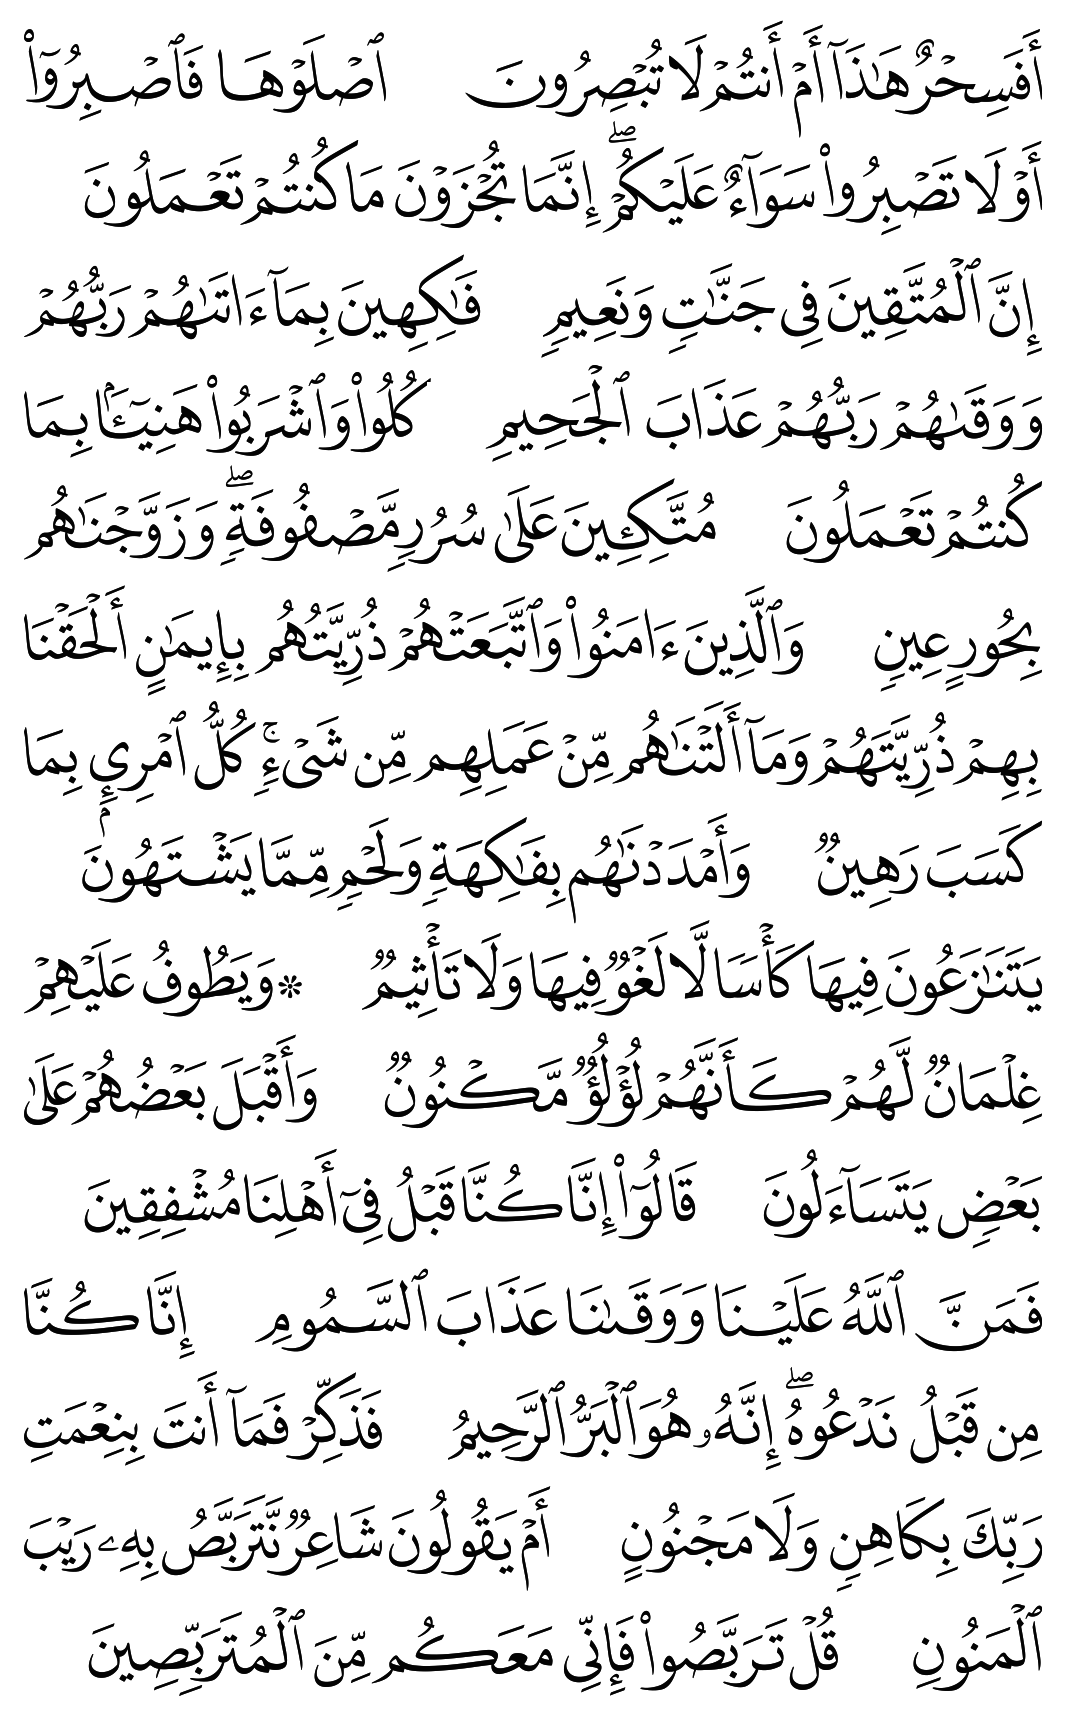 أَفَسِحْرٌ هَـٰذَآ أَمْ أَنتُمْ لَا تُبْصِرُونَ ٱصْلَوْهَا فَٱصْبِرُوٓا۟
أَوْ لَا تَصْبِرُوا۟ سَوَآءٌ عَلَيْكُمْ ۖ إِنَّمَا تُجْزَوْنَ مَا كُنتُمْ تَعْمَلُونَ
إِنَّ ٱلْمُتَّقِينَ فِى جَنَّـٰتٍ وَنَعِيمٍ فَـٰكِهِينَ بِمَآ ءَاتَىٰهُمْ رَبُّهُمْ
وَوَقَىٰهُمْ رَبُّهُمْ عَذَابَ ٱلْجَحِيمِ كُلُوا۟ وَٱشْرَبُوا۟ هَنِيٓـًٔۢا بِمَا
كُنتُمْ تَعْمَلُونَ مُتَّكِـِٔينَ عَلَىٰ سُرُرٍ مَّصْفُوفَةٍ ۖ وَزَوَّجْنَـٰهُم
بِحُورٍ عِينٍ وَٱلَّذِينَ ءَامَنُوا۟ وَٱتَّبَعَتْهُمْ ذُرِّيَّتُهُم بِإِيمَـٰنٍ أَلْحَقْنَا
بِهِمْ ذُرِّيَّتَهُمْ وَمَآ أَلَتْنَـٰهُم مِّنْ عَمَلِهِم مِّن شَىْءٍ ۚ كُلُّ ٱمْرِئٍۭ بِمَا
كَسَبَ رَهِينٌ وَأَمْدَدْنَـٰهُم بِفَـٰكِهَةٍ وَلَحْمٍ مِّمَّا يَشْتَهُونَ
يَتَنَـٰزَعُونَ فِيهَا كَأْسًا لَّا لَغْوٌ فِيهَا وَلَا تَأْثِيمٌ ۞ وَيَطُوفُ عَلَيْهِمْ
غِلْمَانٌ لَّهُمْ كَأَنَّهُمْ لُؤْلُؤٌ مَّكْنُونٌ وَأَقْبَلَ بَعْضُهُمْ عَلَىٰ
بَعْضٍ يَتَسَآءَلُونَ قَالُوٓا۟ إِنَّا كُنَّا قَبْلُ فِىٓ أَهْلِنَا مُشْفِقِينَ
فَمَنَّ ٱللَّهُ عَلَيْنَا وَوَقَىٰنَا عَذَابَ ٱلسَّمُومِ إِنَّا كُنَّا
مِن قَبْلُ نَدْعُوهُ ۖ إِنَّهُۥ هُوَ ٱلْبَرُّ ٱلرَّحِيمُ فَذَكِّرْ فَمَآ أَنتَ بِنِعْمَتِ
رَبِّكَ بِكَاهِنٍ وَلَا مَجْنُونٍ أَمْ يَقُولُونَ شَاعِرٌ نَّتَرَبَّصُ بِهِۦ رَيْبَ
ٱلْمَنُونِ قُلْ تَرَبَّصُوا۟ فَإِنِّى مَعَكُم مِّنَ ٱلْمُتَرَبِّصِينَ